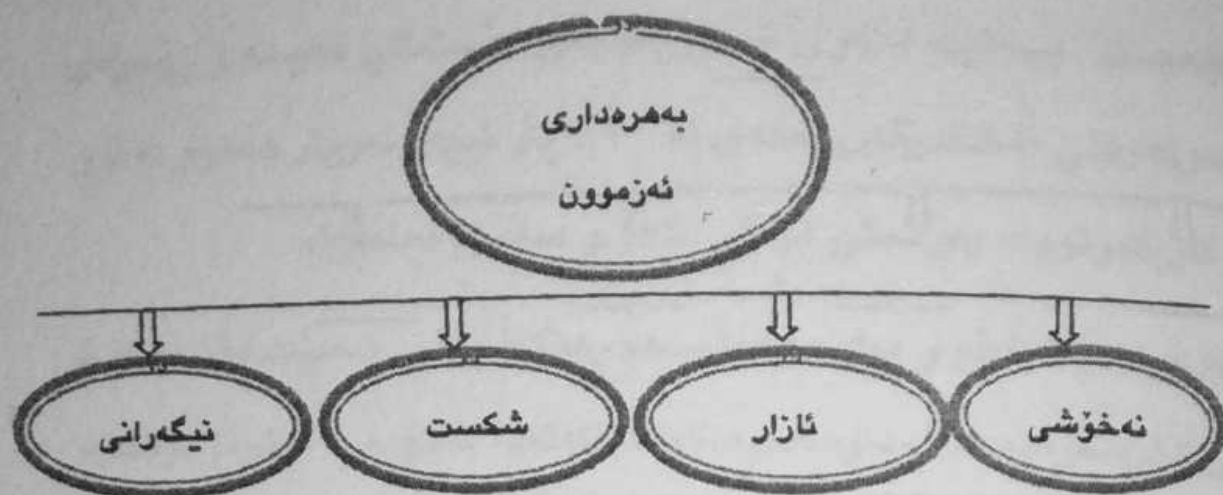 بەهرەداری
ئەزموون
نەخۆشی
ئازار
شکست
نیگەرانی